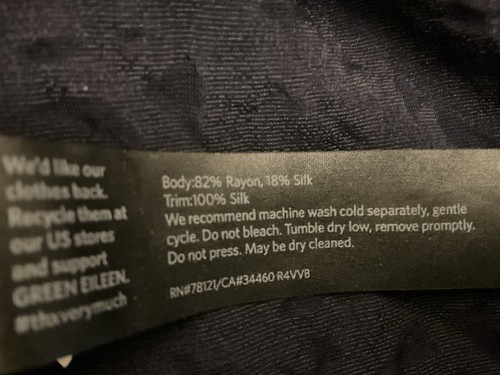 We'd like our
clothes back.
Recycle them at
our US stores
and support
GREEN EILEEN.
#thxverymuch
Body:82% Rayon, 18% Silk
Trim:100% Silk
We recommend machine wash cold separately, gentle
cycle. Do not bleach. Tumble dry low, remove promptly.
Do not press. May be dry cleaned.
RN#78121/CA#34460 R4VVB